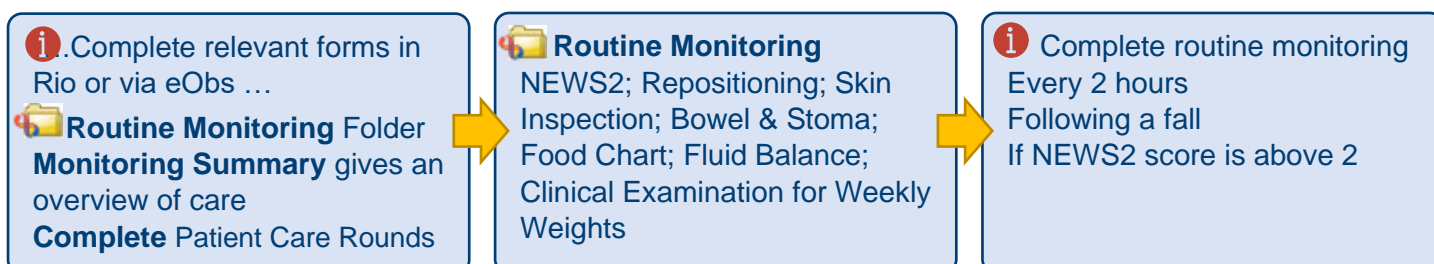 i..Complete relevant forms in
Rio or via eObs …
Routine Monitoring Folder
Monitoring Summary gives an
overview of care
Complete Patient Care Rounds
Routine Monitoring
NEWS2; Repositioning; Skin
Inspection; Bowel & Stoma;
Food Chart; Fluid Balance;
Clinical Examination for Weekly
Weights
i Complete routine monitoring
Every 2 hours
Following a fall
If NEWS2 score is above 2